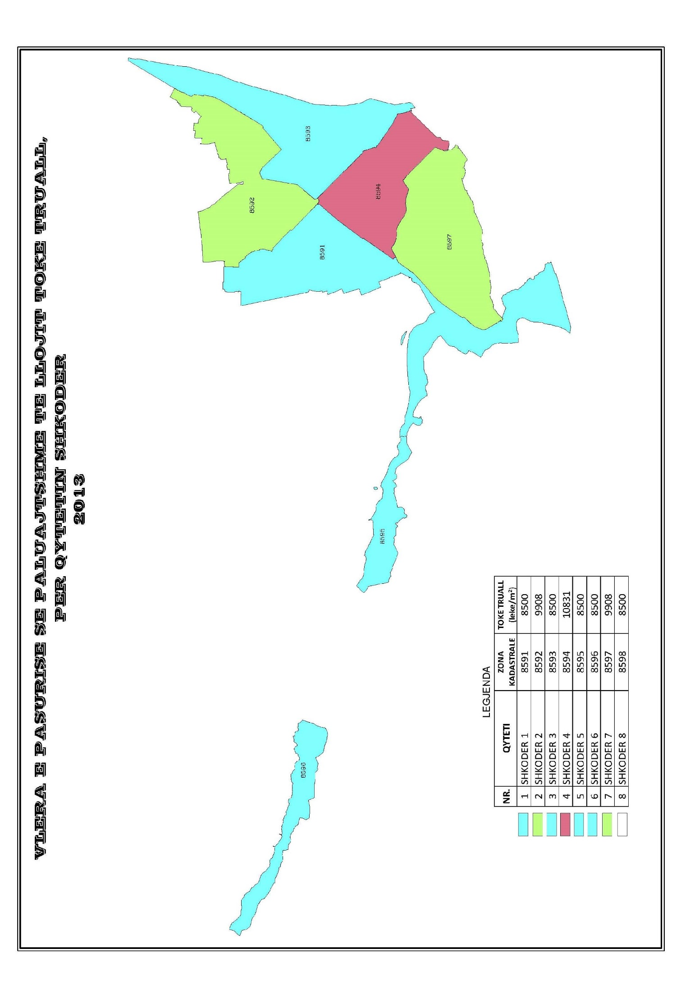 VLERA E PASURISE SE PALUAJTSHME TE LLOJIT TOKE TRUALL,
PER QYTETIN SHKODER
2013
8593
8592
8594
8591
8597
8595
8596
LEGJENDA
NR. QYTETI ZONA KADASTRALE TOKE TRUALL (leke/m²)
1 SHKODER 1 8591 8500
2 SHKODER 2 8592 9908
3 SHKODER 3 8593 8500
4 SHKODER 4 8594 10831
5 SHKODER 5 8595 8500
6 SHKODER 6 8596 8500
7 SHKODER 7 8597 9908
8 SHKODER 8 8598 8500